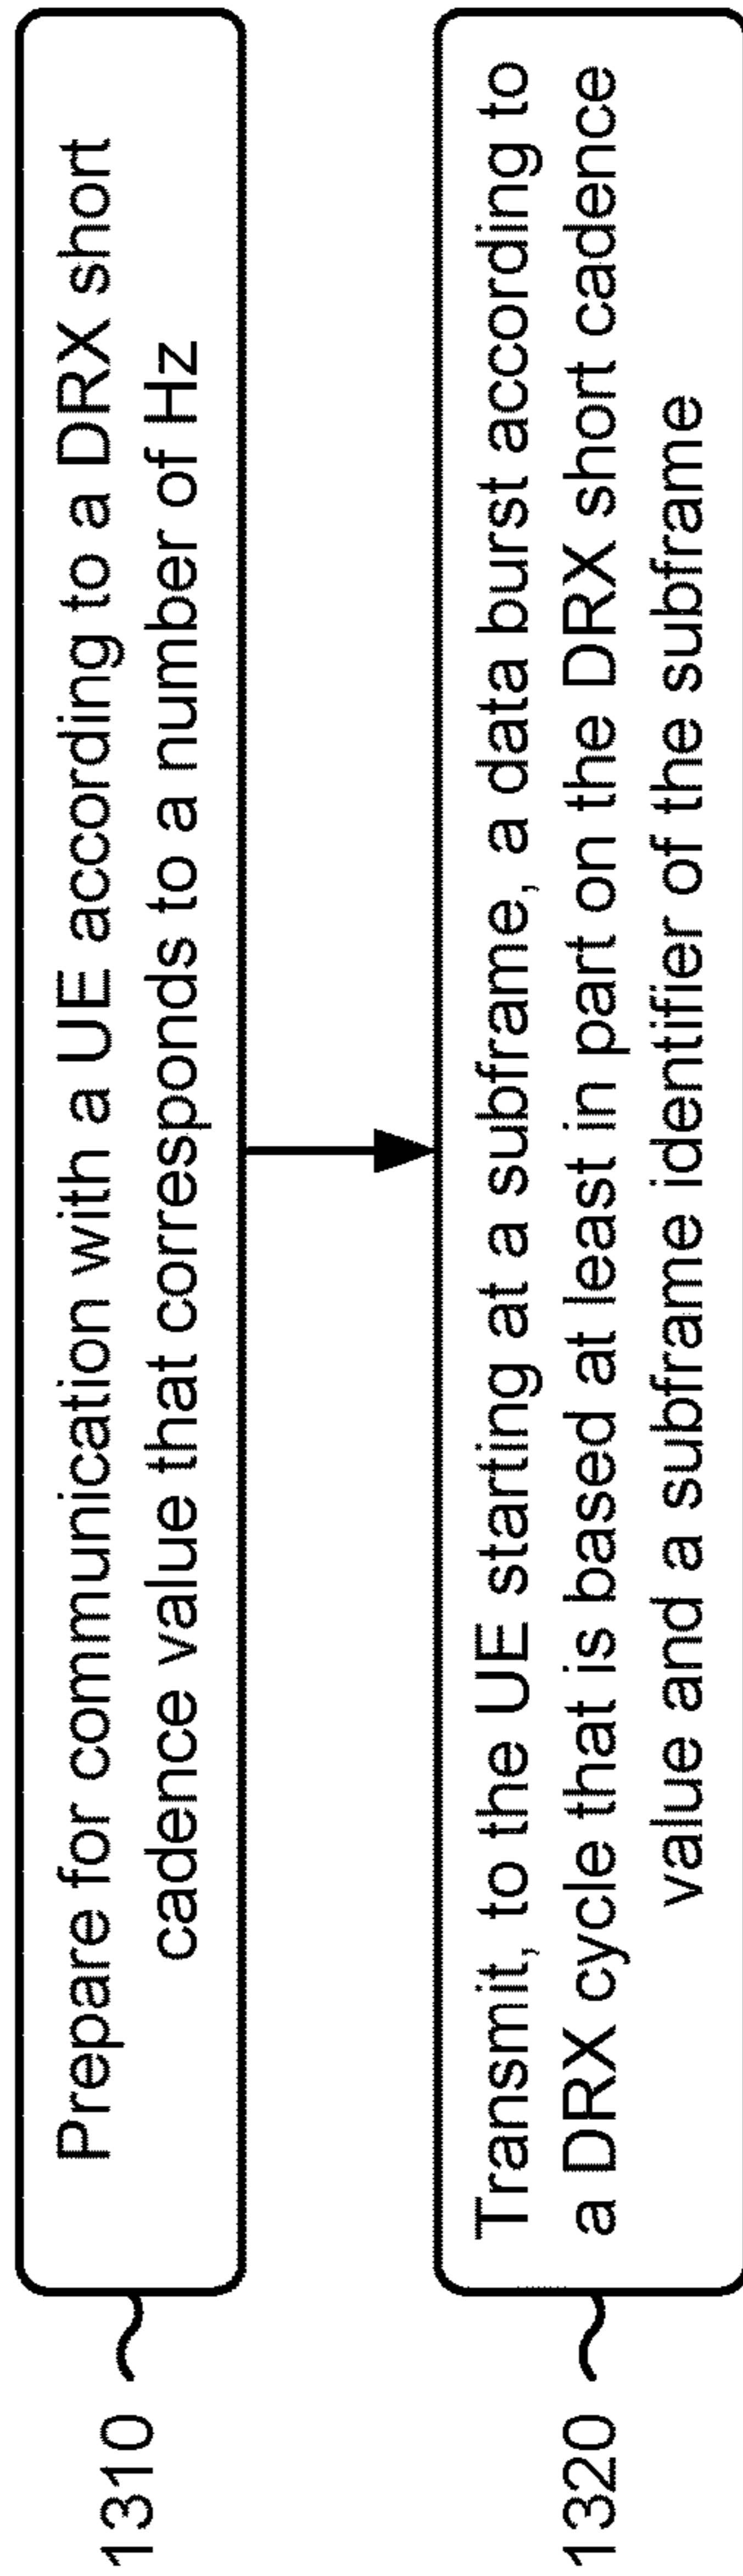 1310
Prepare for communication with a UE according to a DRX short
cadence value that corresponds to a number of Hz
1320
Transmit, to the UE starting at a subframe, a data burst according to
a DRX cycle that is based at least in part on the DRX short cadence
value and a subframe identifier of the subframe